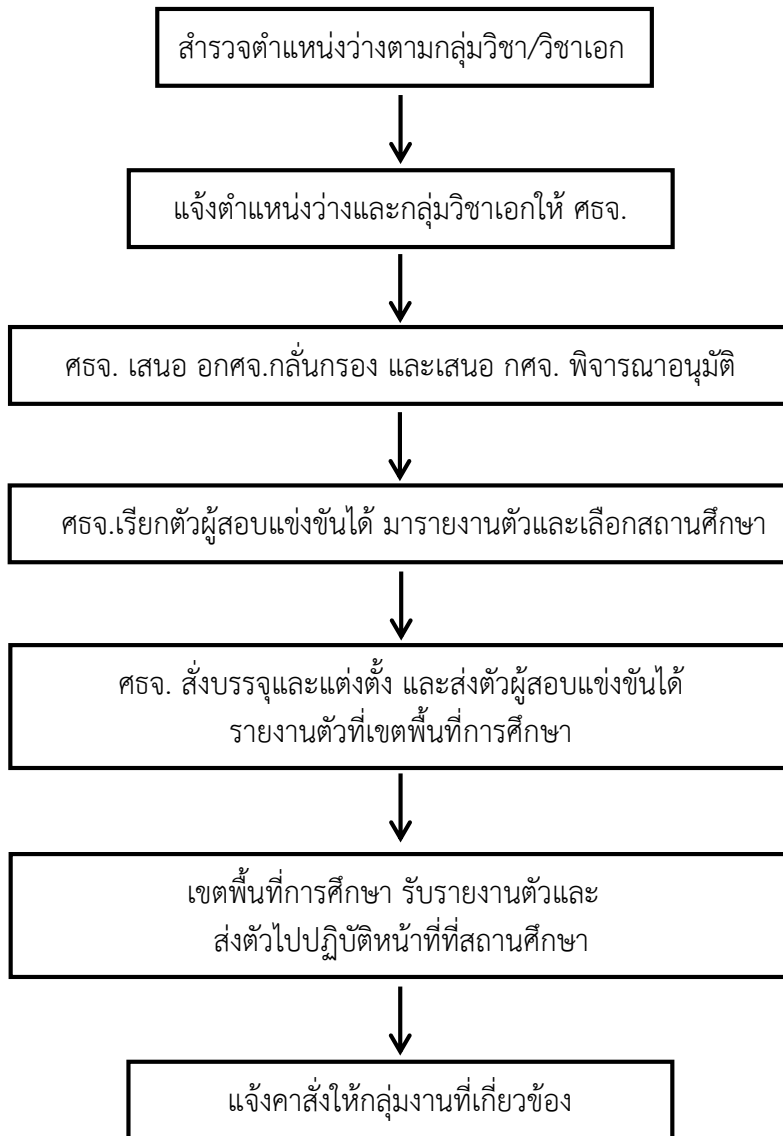 สำรวจตำแหน่งว่างตามกลุ่มวิชา/วิชาเอก
แจ้งตำแหน่งว่างและกลุ่มวิชาเอกให้ ศธจ.
ศธจ. เสนอ อกศจ.กลั่นกรอง และเสนอ กศจ. พิจารณาอนุมัติ
ศธจ.เรียกตัวผู้สอบแข่งขันได้ มารายงานตัวและเลือกสถานศึกษา
ศธจ. สั่งบรรจุและแต่งตั้ง และส่งตัวผู้สอบแข่งขันได้
รายงานตัวที่เขตพื้นที่การศึกษา
เขตพื้นที่การศึกษา รับรายงานตัวและ
ส่งตัวไปปฏิบัติหน้าที่ที่สถานศึกษา
แจ้งคาสั่งให้กลุ่มงานที่เกี่ยวข้อง